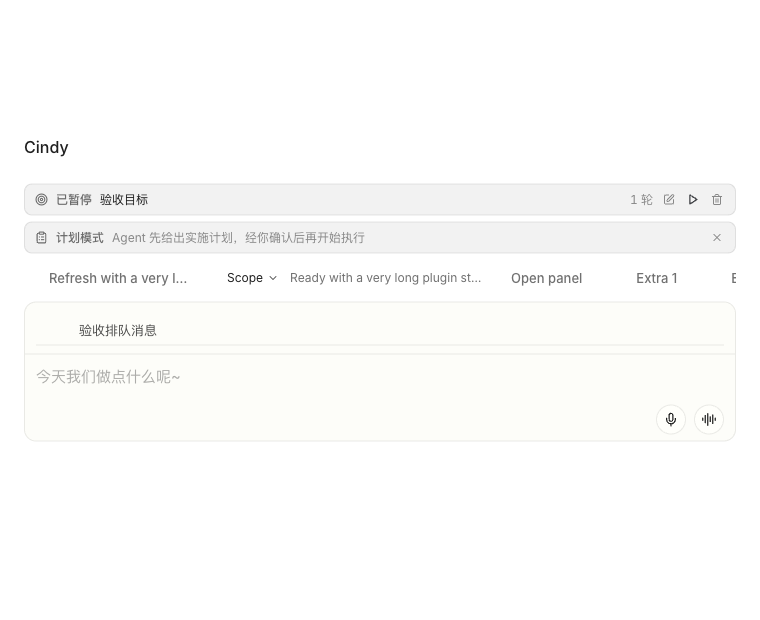 Cindy
已暂停 验收目标 1 轮
计划模式 Agent 先给出实施计划，经你确认后再开始执行
Refresh with a very l... Scope Ready with a very long plugin st... Open panel Extra 1
验收排队消息
今天我们做点什么呢~